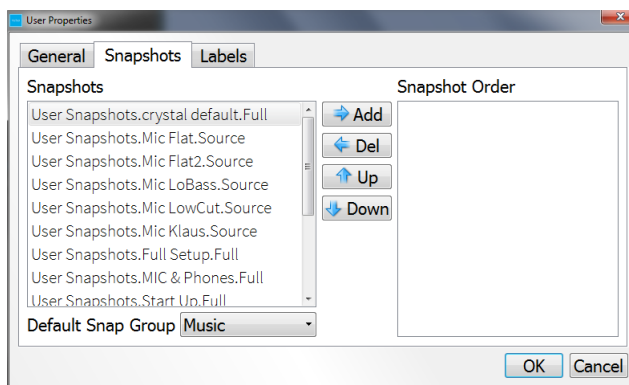 User Properties
General Snapshots Labels
Snapshots
Snapshot Order
User Snapshots.crystal default.Full
User Snapshots.Mic Flat.Source
User Snapshots.Mic Flat2.Source
User Snapshots.Mic LoBass.Source
User Snapshots.Mic LowCut.Source
User Snapshots.Mic Klaus.Source
User Snapshots.Full Setup.Full
User Snapshots.MIC & Phones.Full
User Snapshots.Start Up.Full
Add
Del
Up
Down
Default Snap Group Music
OK Cancel